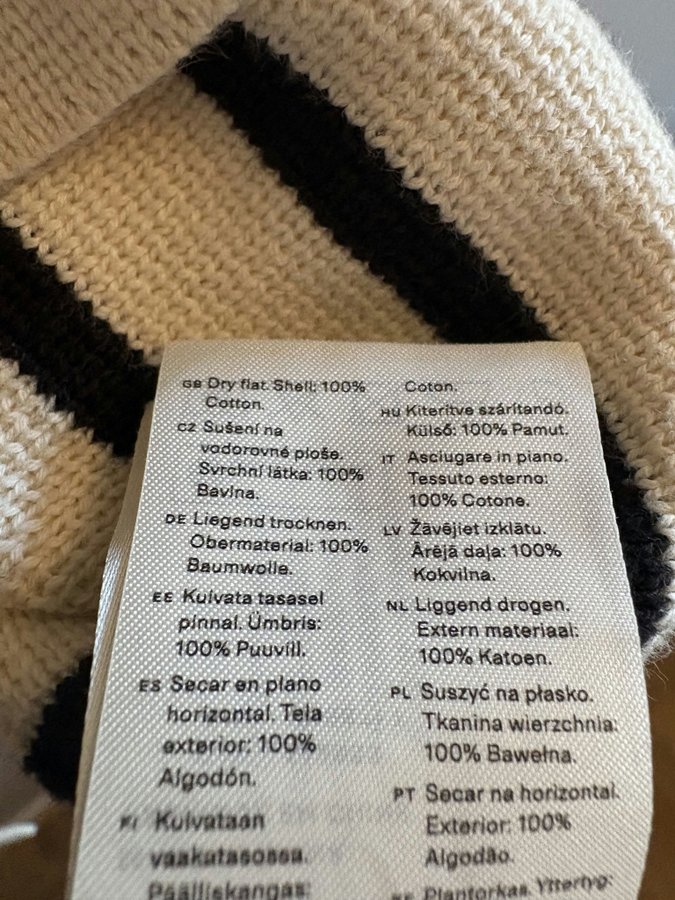 GB Dry flat. Shell: 100%
Cotton.
CZ Sušení na
vodorovné ploše.
Svrchní látka: 100%
Bavlna.
DE Liegend trocknen.
Obermaterial: 100%
Baumwolle.
EE Kuivata tasasel
pinnal. Ümbris:
100% Puuvill.
ES Secar en plano
horizontal. Tela
exterior: 100%
Algodón.
FI Kuivataan
vaakatasossa.
Päälliskangas:
Coton.
HU Kiterítve szárítandó.
Külső: 100% Pamut.
IT Asciugare in piano.
Tessuto esterno:
100% Cotone.
LV Žāvējiet izklātu.
Ārējā daļa: 100%
Kokvilna.
NL Liggend drogen.
Extern materiaal:
100% Katoen.
PL Suszyć na płasko.
Tkanina wierzchnia:
100% Bawełna.
PT Secar na horizontal.
Exterior: 100%
Algodão.
Plantorkas. Yttertyg: